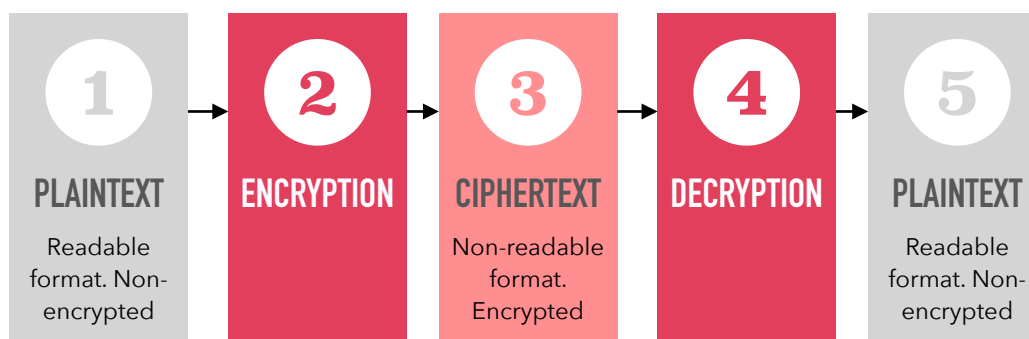 1
PLAINTEXT
Readable
format. Non-
encrypted
2
ENCRYPTION
3
CIPHERTEXT
Non-readable
format.
Encrypted
4
DECRYPTION
5
PLAINTEXT
Readable
format. Non-
encrypted